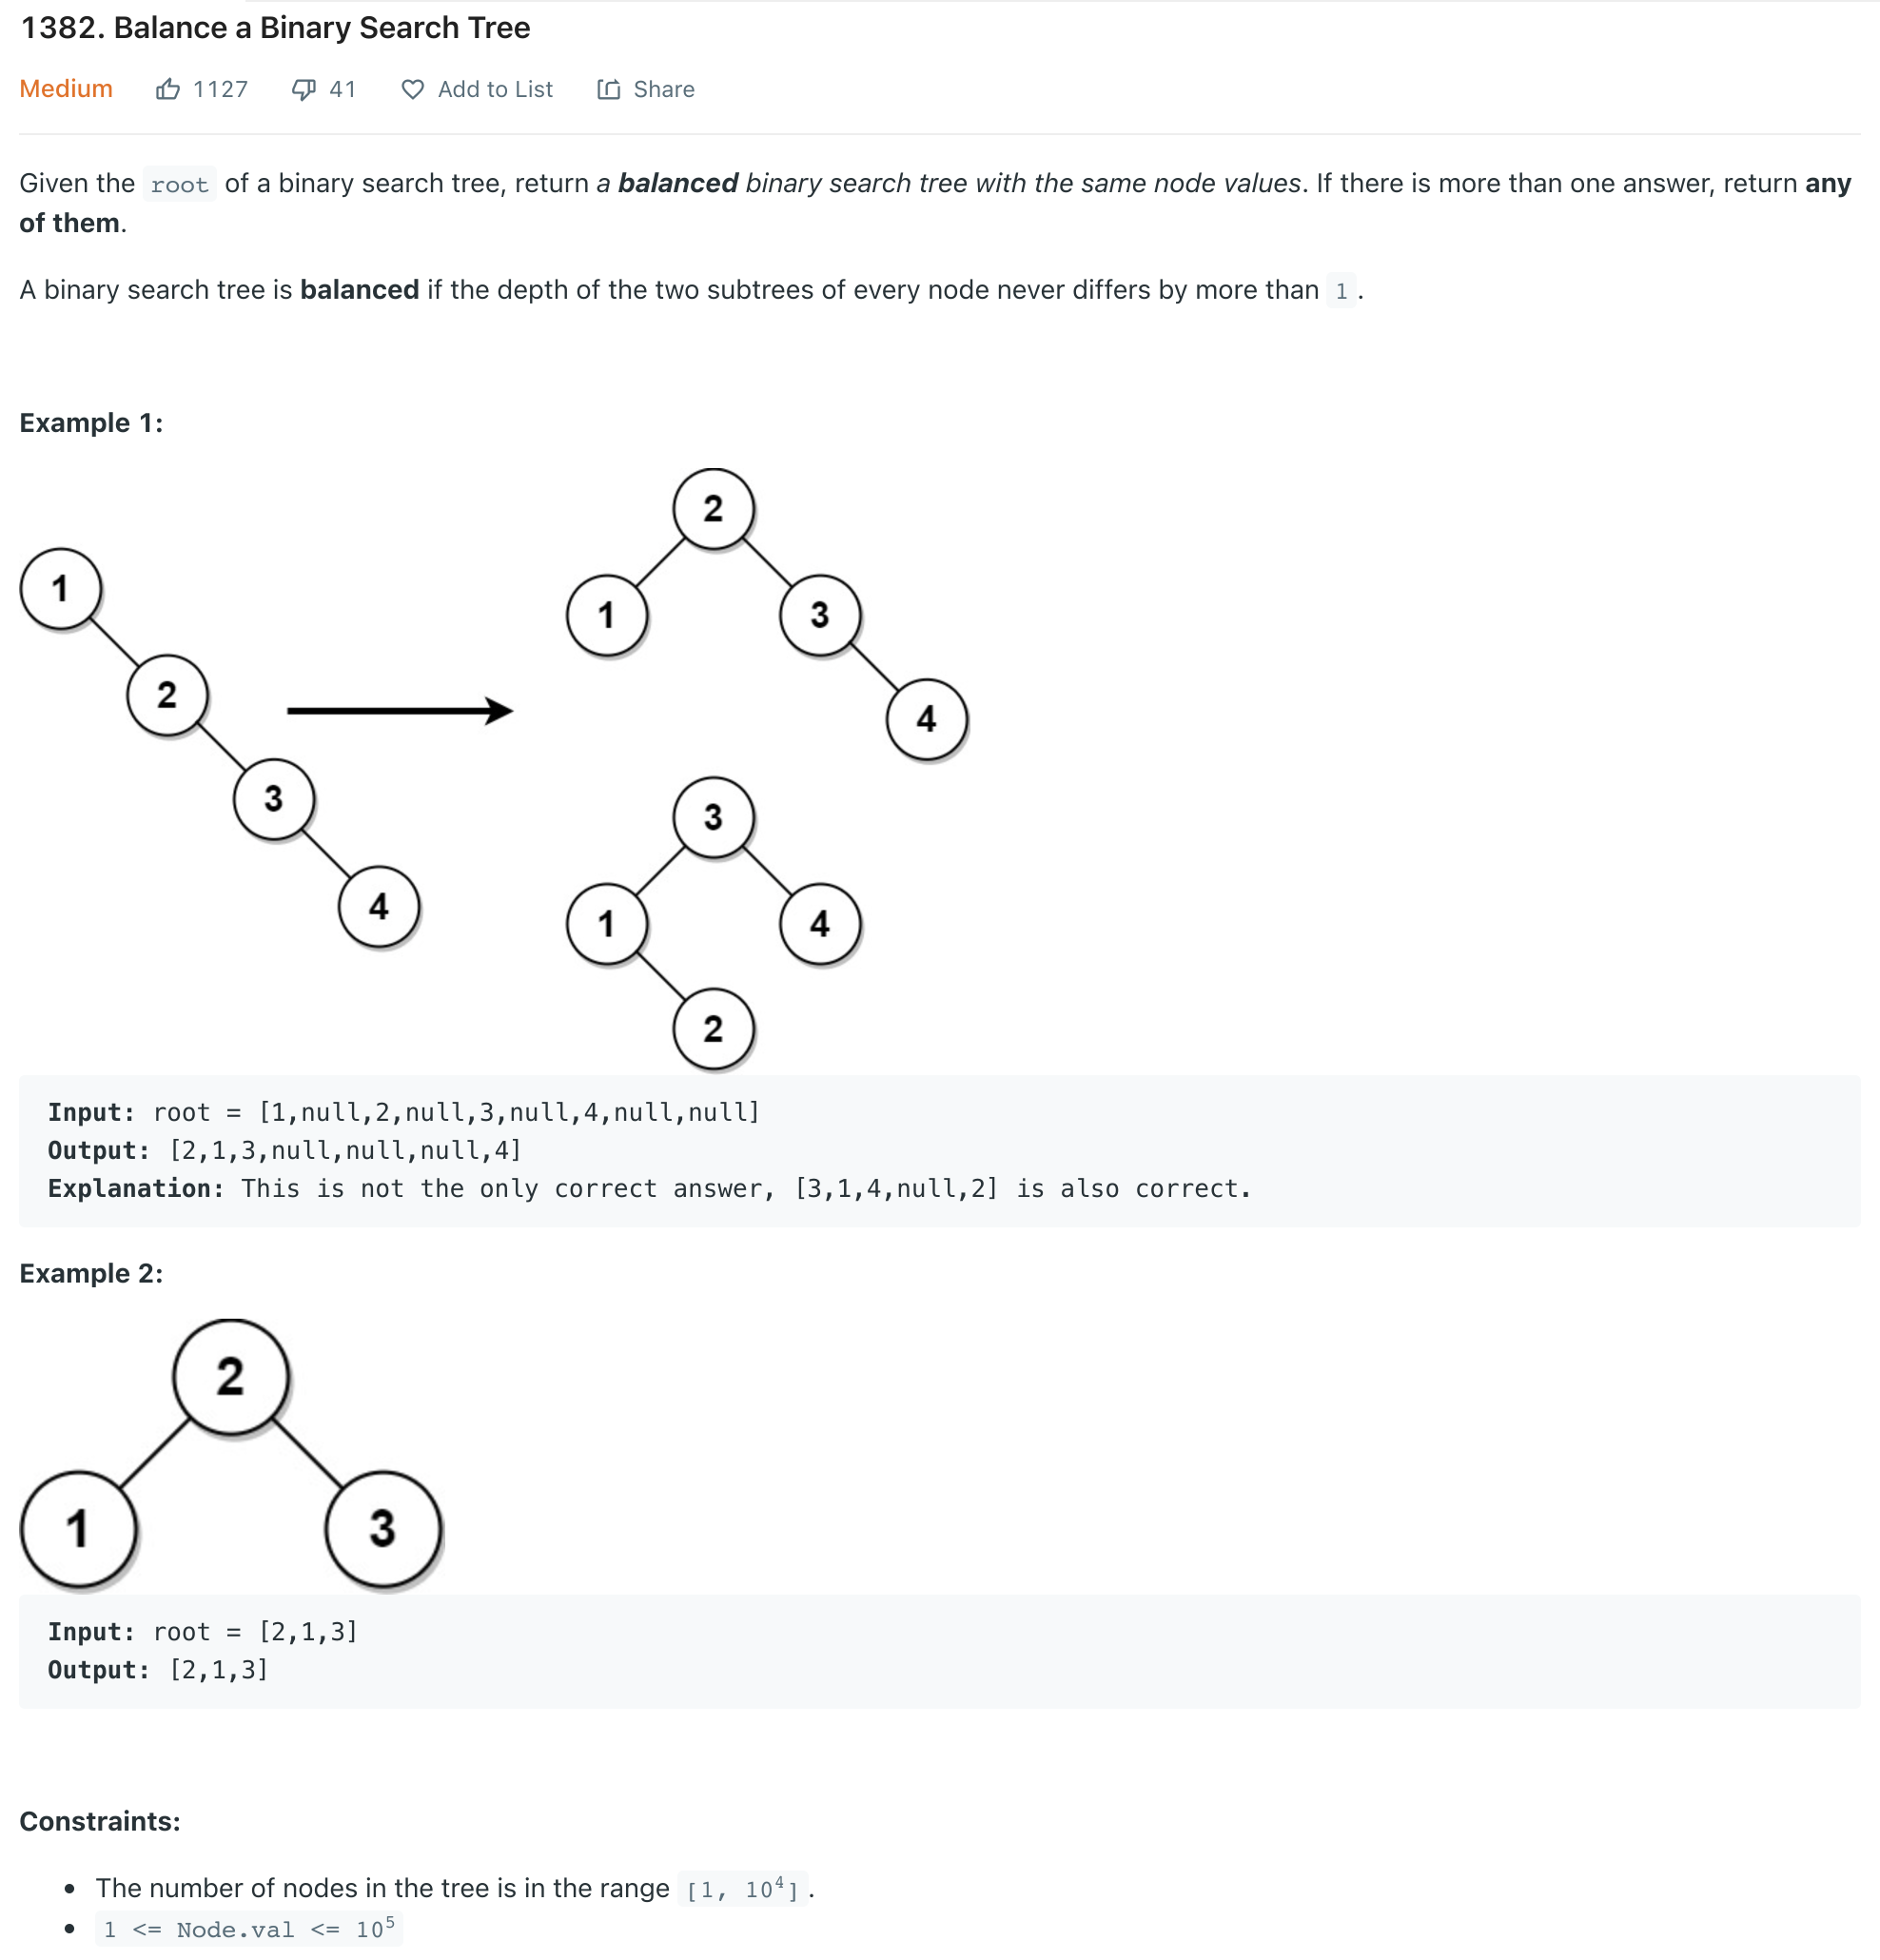 1382. Balance a Binary Search Tree
Medium 1127 41 Add to List Share
Given the root of a binary search tree, return a balanced binary search tree with the same node values. If there is more than one answer, return any
of them.
A binary search tree is balanced if the depth of the two subtrees of every node never differs by more than 1.
Example 1:
2
1
1
3
2
4
3
3
4
1
4
2
Input: root = [1,null,2,null,3,null,4,null,null]
Output: [2,1,3,null,null,null,4]
Explanation: This is not the only correct answer, [3,1,4,null,2] is also correct.
Example 2:
2
1
3
Input: root = [2,1,3]
Output: [2,1,3]
Constraints:
• The number of nodes in the tree is in the range [1, 10⁴].
• 1 <= Node.val <= 10⁵